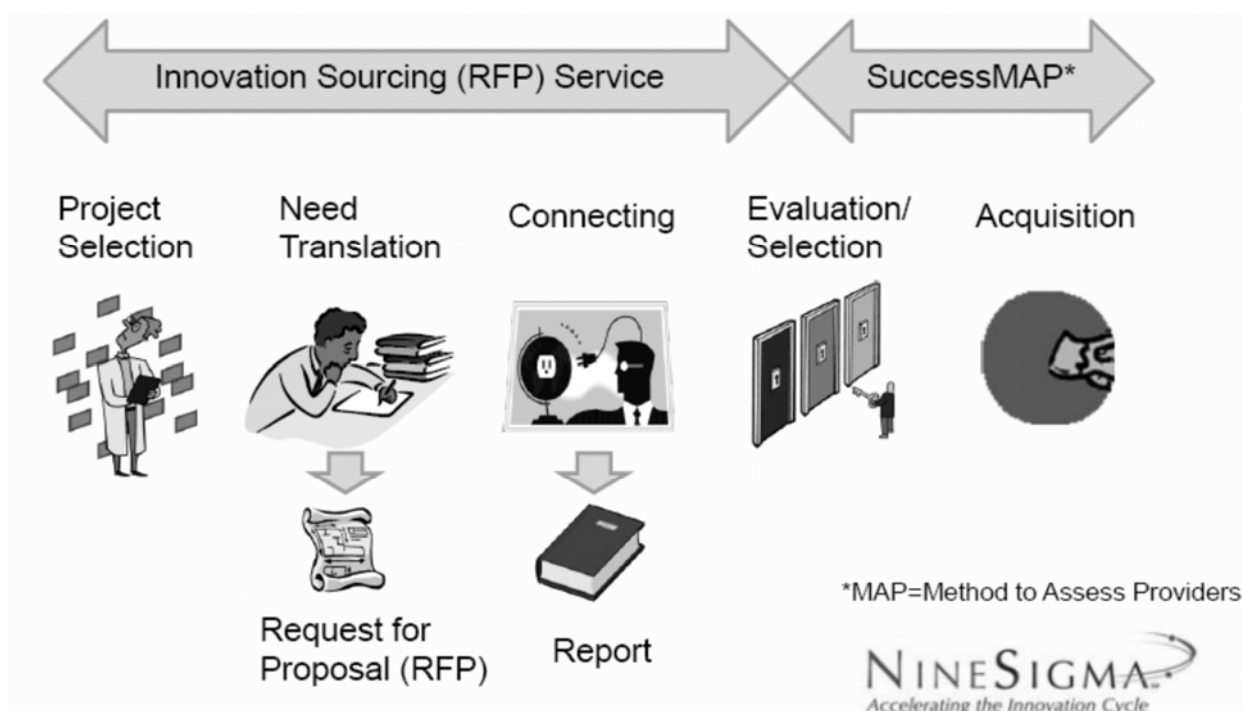 Innovation Sourcing (RFP) Service
SuccessMAP*
Project
Selection
Need
Translation
Connecting
Evaluation/
Selection
Acquisition
Request for
Proposal (RFP)
Report
*MAP=Method to Assess Providers
NINESIGMA
Accelerating the Innovation Cycle